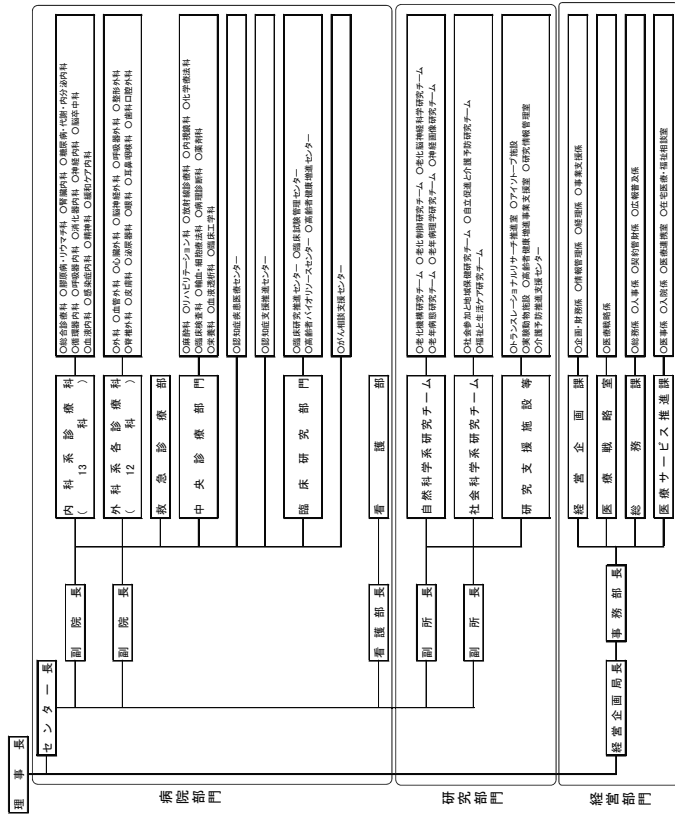 理事長
センター長
病院部門
副院長
副院長
内科系診療科
(13科)
○総合診療科 ○膠原病・リウマチ科 ○腎臓内科 ○糖尿病・代謝・内分泌内科
○循環器内科 ○呼吸器内科 ○消化器内科 ○神経内科 ○脳卒中科
○血液内科 ○感染症内科 ○精神科 ○緩和ケア内科
外科系各診療科
(12科)
○外科 ○血管外科 ○心臓外科 ○脳神経外科 ○呼吸器外科 ○整形外科
○脊椎外科 ○皮膚科 ○泌尿器科 ○眼科 ○耳鼻咽喉科 ○歯科口腔外科
救急診療部
中央診療部門
○麻酔科 ○リハビリテーション科 ○放射線診療科 ○内視鏡科 ○化学療法科
○臨床検査科 ○輸血・細胞療法科 ○病理診断科 ○薬剤科
○栄養科 ○血液透析科 ○臨床工学科
○認知症疾患医療センター
○認知症支援推進センター
臨床研究部門
○臨床研究推進センター ○臨床試験管理センター
○高齢者バイオリソースセンター ○高齢者健康増進センター
○がん相談支援センター
看護部長
看護部
研究部門
副所長
副所長
自然科学系研究チーム
○老化機構研究チーム ○老化制御研究チーム ○老化脳神経科学研究チーム
○老年病態研究チーム ○老年病理学研究チーム ○神経画像研究チーム
社会科学系研究チーム
○社会参加と地域保健研究チーム ○自立促進と介護予防研究チーム
○福祉と生活ケア研究チーム
研究支援施設等
○トランスレーショナルリサーチ推進室 ○アイソトープ施設
○実験動物施設 ○高齢者健康増進事業支援室 ○研究情報管理室
○介護予防推進支援センター
経営部門
経営企画局長
事務部長
経営企画課
○企画・財務係 ○情報管理係 ○経理係 ○事業支援係
医療戦略室
○医療戦略係
総務課
○総務係 ○人事係 ○契約管財係 ○広報普及係
医療サービス推進課
○医事係 ○入院係 ○医療連携室 ○在宅医療・福祉相談室